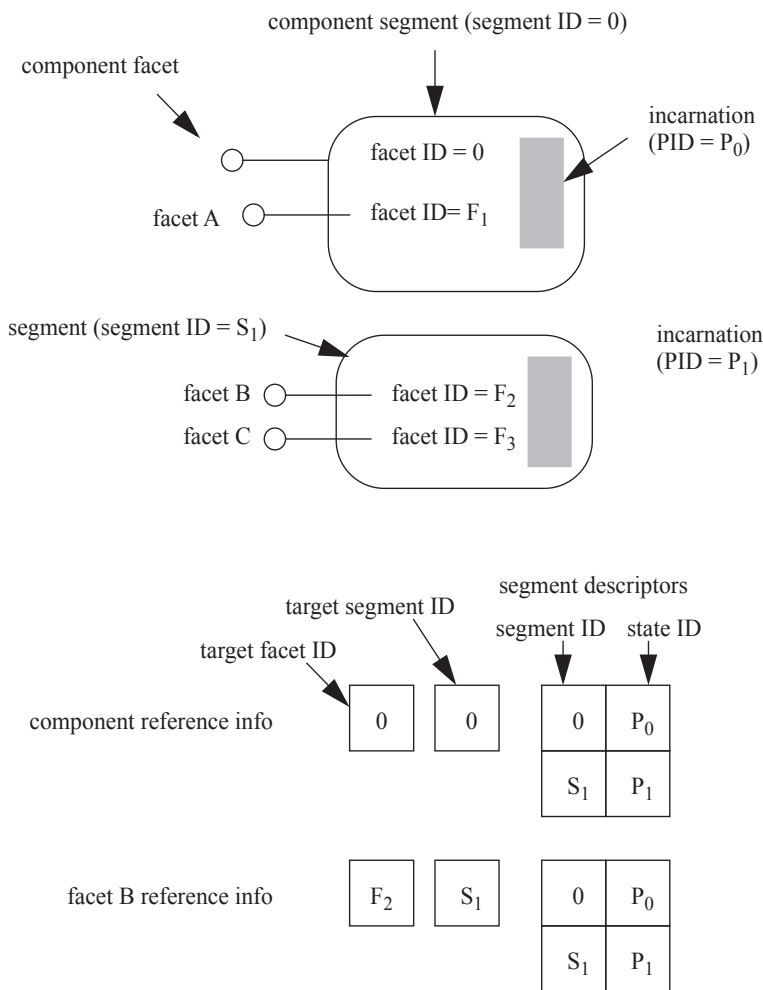 component segment (segment ID = 0)
component facet
incarnation
(PID = P0)
facet ID = 0
facet A
facet ID= F1
segment (segment ID = S1)
incarnation
(PID = P1)
facet B
facet ID = F2
facet C
facet ID = F3
segment descriptors
target segment ID
segment ID
state ID
target facet ID
component reference info
0
0
0
P0
S1
P1
facet B reference info
F2
S1
0
P0
S1
P1